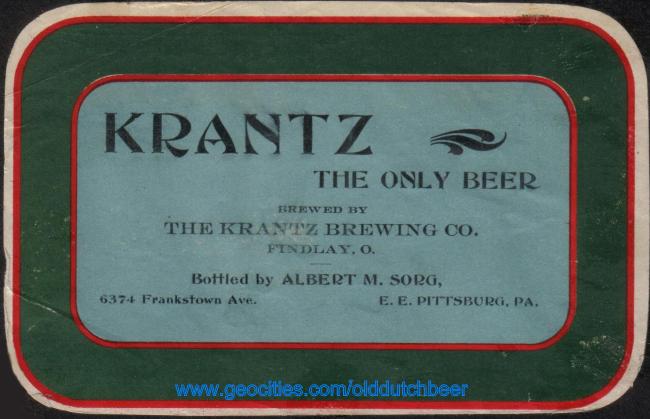 KRANTZ
THE ONLY BEER
BREWED BY
THE KRANTZ BREWING CO.
FINDLAY, O.
Bottled by ALBERT M. SORG,
6374 Frankstown Ave. E. E. PITTSBURG, PA.
www.geocities.com/olddutchbeer